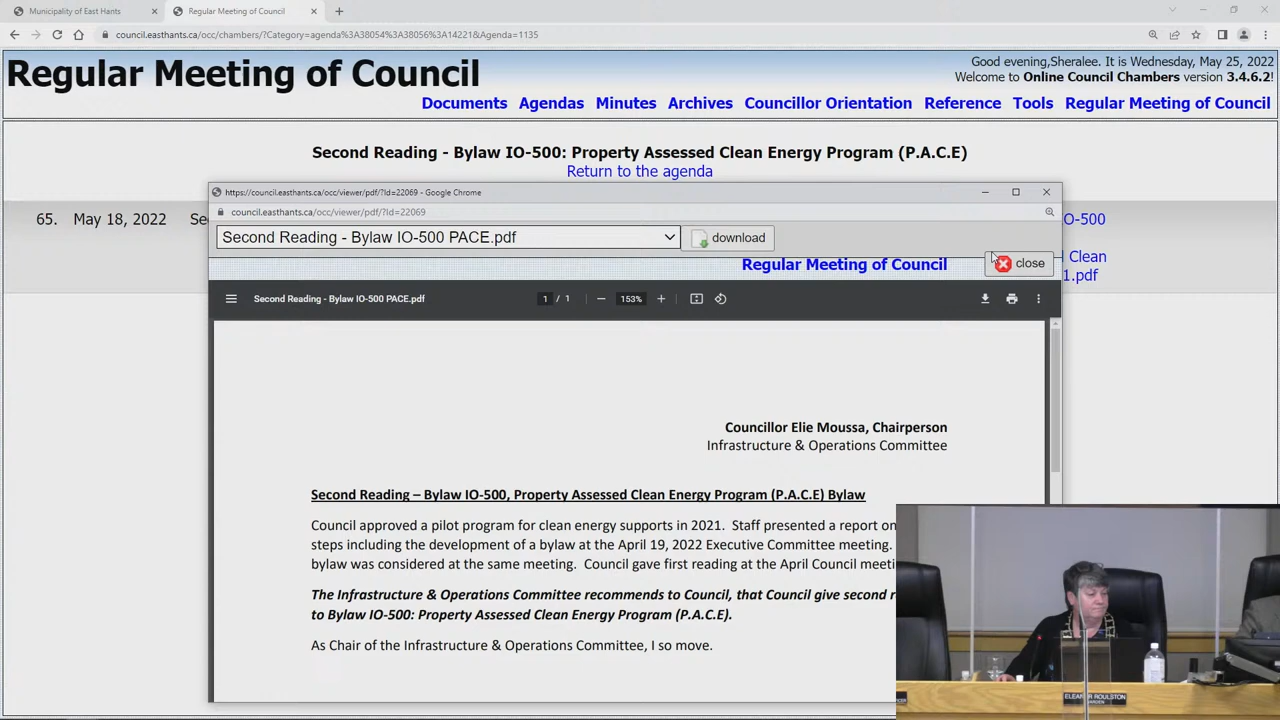 Municipality of East Hants
Regular Meeting of Council
council.easthants.ca/occ/chambers/?Category=agenda%3A38054%3A38056%3A14221&Agenda=1135
Regular Meeting of Council
Good evening,Sheralee. It is Wednesday, May 25, 2022
Welcome to Online Council Chambers version 3.4.6.2!
Documents Agendas Minutes Archives Councillor Orientation Reference Tools Regular Meeting of Council
Second Reading - Bylaw IO-500: Property Assessed Clean Energy Program (P.A.C.E)
Return to the agenda
https://council.easthants.ca/occ/viewer/pdf/?Id=22069 - Google Chrome
council.easthants.ca/occ/viewer/pdf/?Id=22069
65. May 18, 2022 Se
O-500
Second Reading - Bylaw IO-500 PACE.pdf download
l Clean
1.pdf
Regular Meeting of Council close
Second Reading - Bylaw IO-500 PACE.pdf 1 / 1 153%
Councillor Elie Moussa, Chairperson
Infrastructure & Operations Committee
Second Reading – Bylaw IO-500, Property Assessed Clean Energy Program (P.A.C.E) Bylaw
Council approved a pilot program for clean energy supports in 2021. Staff presented a report on
steps including the development of a bylaw at the April 19, 2022 Executive Committee meeting.
bylaw was considered at the same meeting. Council gave first reading at the April Council meeti
The Infrastructure & Operations Committee recommends to Council, that Council give second r
to Bylaw IO-500: Property Assessed Clean Energy Program (P.A.C.E).
As Chair of the Infrastructure & Operations Committee, I so move.
ELEANOR ROULSTON
WARDEN